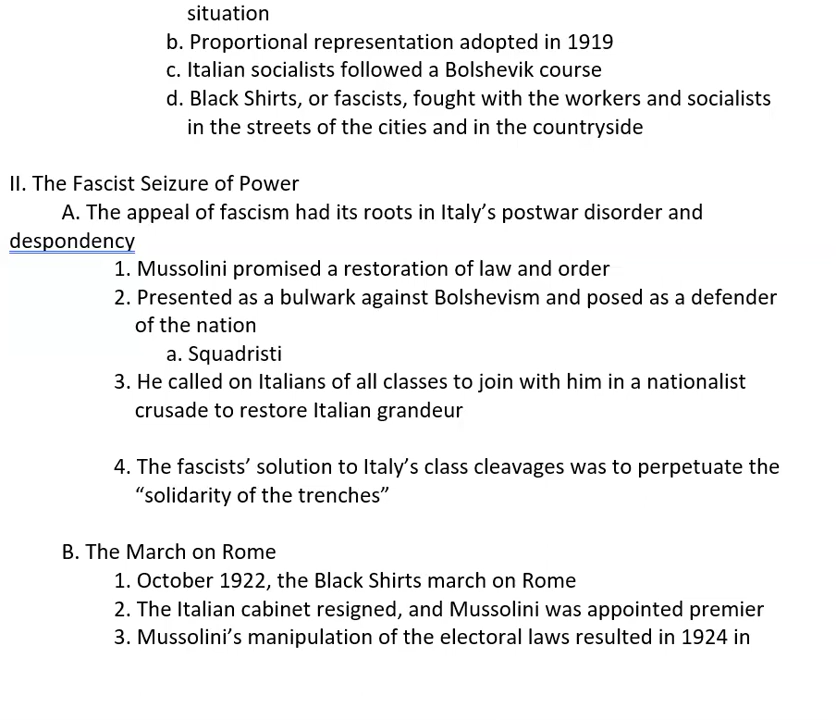 situation
b. Proportional representation adopted in 1919
c. Italian socialists followed a Bolshevik course
d. Black Shirts, or fascists, fought with the workers and socialists
in the streets of the cities and in the countryside
II. The Fascist Seizure of Power
A. The appeal of fascism had its roots in Italy’s postwar disorder and
despondency
1. Mussolini promised a restoration of law and order
2. Presented as a bulwark against Bolshevism and posed as a defender
of the nation
a. Squadristi
3. He called on Italians of all classes to join with him in a nationalist
crusade to restore Italian grandeur
4. The fascists’ solution to Italy’s class cleavages was to perpetuate the
“solidarity of the trenches”
B. The March on Rome
1. October 1922, the Black Shirts march on Rome
2. The Italian cabinet resigned, and Mussolini was appointed premier
3. Mussolini’s manipulation of the electoral laws resulted in 1924 in